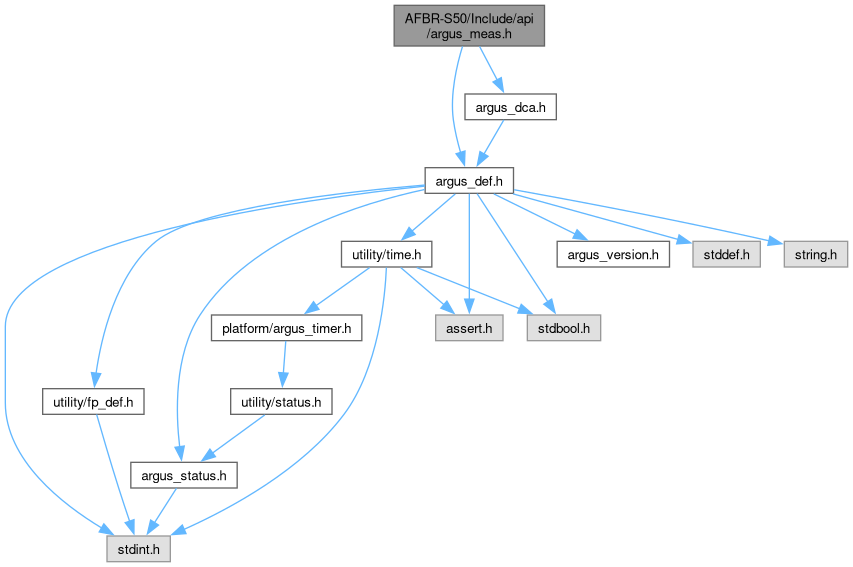 AFBR-S50/Include/api
/argus_meas.h
argus_dca.h
argus_def.h
utility/time.h
argus_version.h
stddef.h
string.h
platform/argus_timer.h
assert.h
stdbool.h
utility/fp_def.h
utility/status.h
argus_status.h
stdint.h